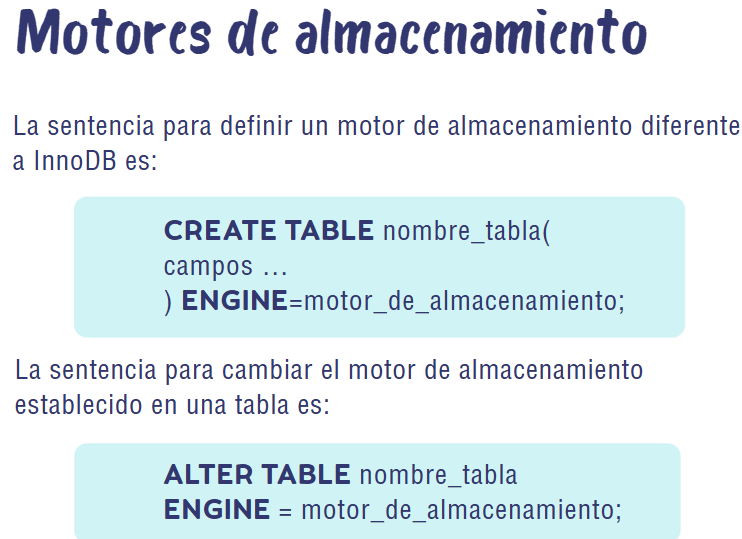 Motores de almacenamiento
La sentencia para definir un motor de almacenamiento diferente
a InnoDB es:
CREATE TABLE nombre_tabla(
campos ...
) ENGINE=motor_de_almacenamiento;
La sentencia para cambiar el motor de almacenamiento
establecido en una tabla es:
ALTER TABLE nombre_tabla
ENGINE = motor_de_almacenamiento;